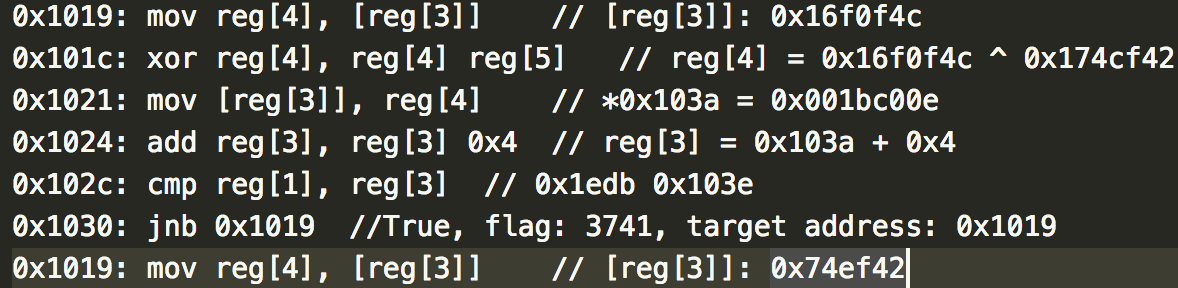 0x1019: mov reg[4], [reg[3]]    // [reg[3]]: 0x16f0f4c
0x101c: xor reg[4], reg[4] reg[5]   // reg[4] = 0x16f0f4c ^ 0x174cf42
0x1021: mov [reg[3]], reg[4]    // *0x103a = 0x001bc00e
0x1024: add reg[3], reg[3] 0x4  // reg[3] = 0x103a + 0x4
0x102c: cmp reg[1], reg[3]  // 0x1edb 0x103e
0x1030: jnb 0x1019  //True, flag: 3741, target address: 0x1019
0x1019: mov reg[4], [reg[3]]    // [reg[3]]: 0x74ef42